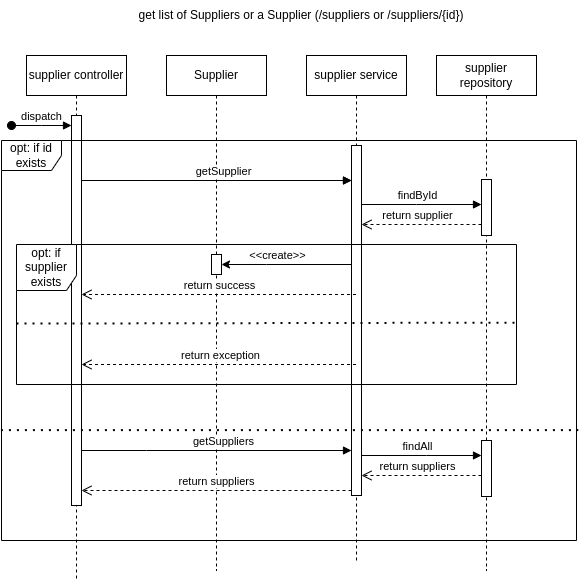 get list of Suppliers or a Supplier (/suppliers or /suppliers/{id})
supplier controller
Supplier
supplier service
supplier
repository
dispatch
opt: if id
exists
getSupplier
findById
return supplier
opt: if
supplier
exists
<<create>>
return success
return exception
getSuppliers
findAll
return suppliers
return suppliers